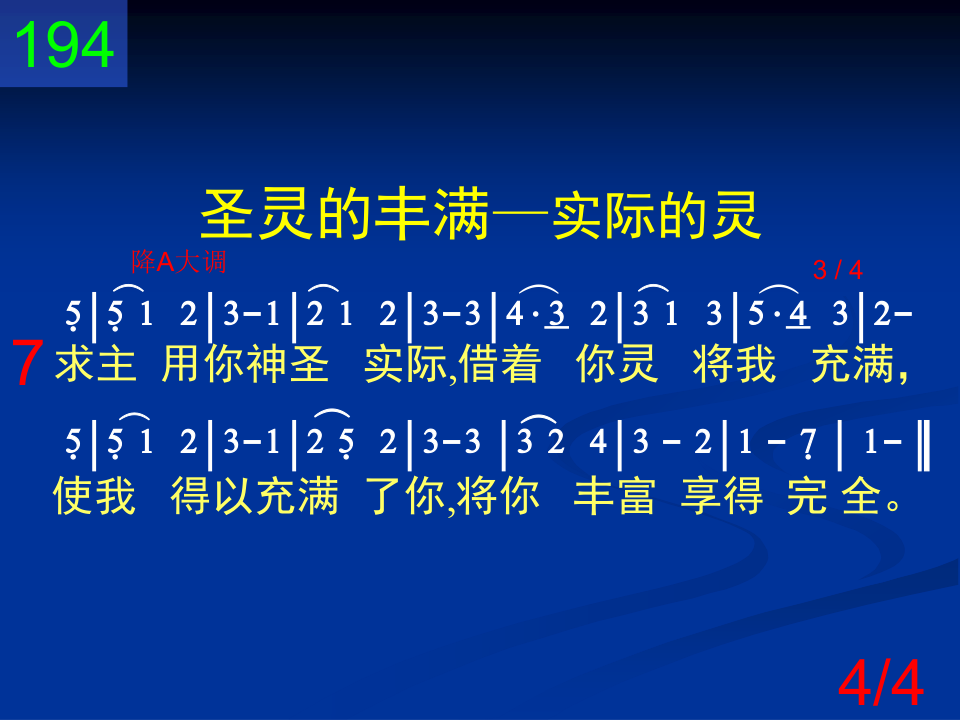 194
圣灵的丰满—实际的灵
降A大调 3 / 4
5̣|5̣ 1 2|3-1|2 1 2|3-3|4·3̲ 2|3 1 3|5·4̲ 3|2-
7 求主 用你神圣 实际,借着 你灵 将我 充满，
5̣|5̣ 1 2|3-1|2 5̣ 2|3-3|3 2 4|3-2|1-7̣|1-‖
使我 得以充满 了你,将你 丰富 享得 完 全。
4/4